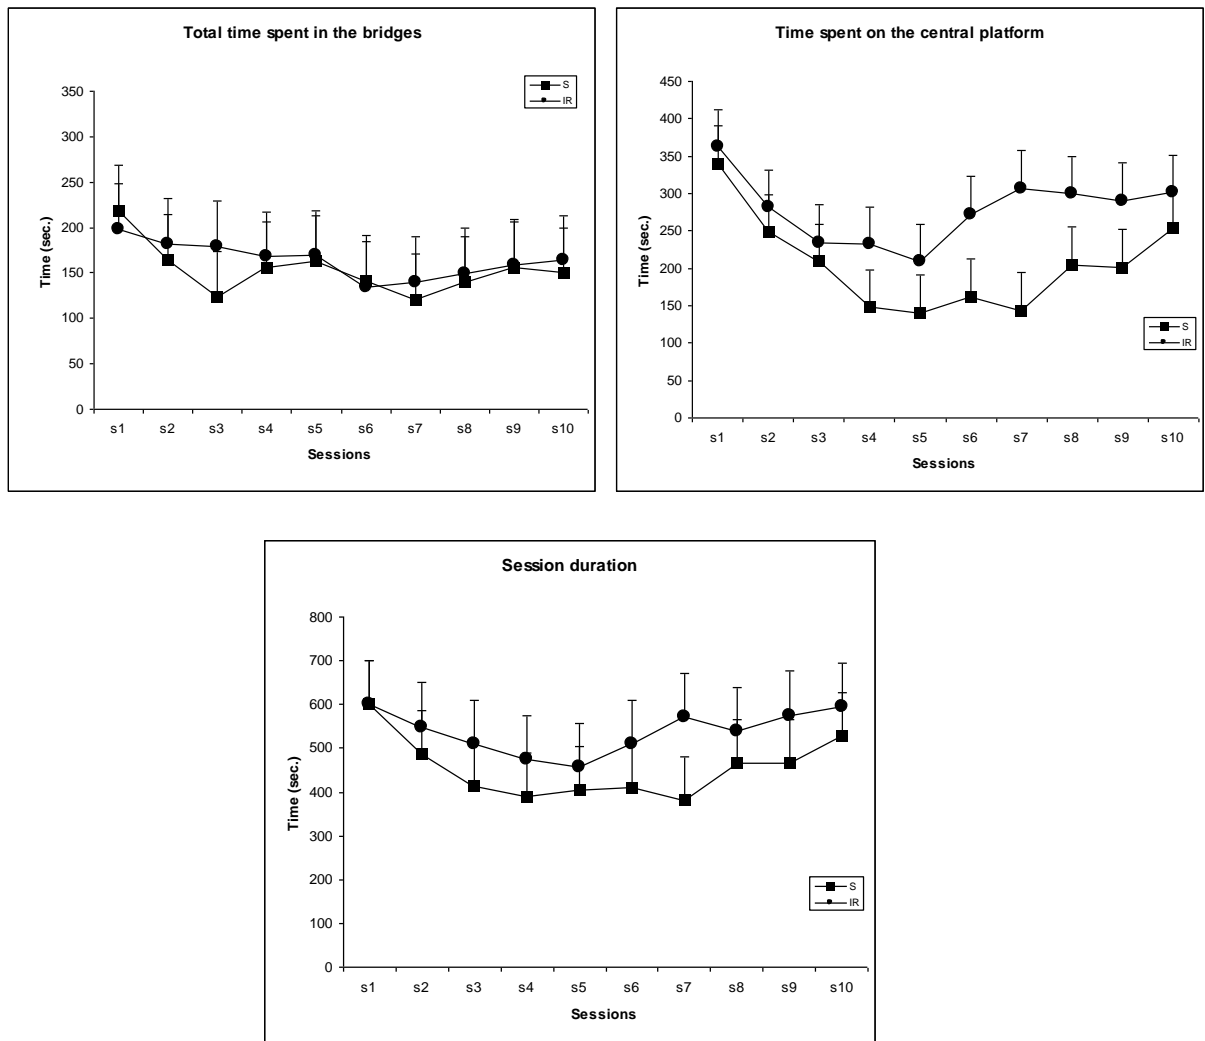 Total time spent in the bridges
S
IR
350
300
250
200
150
100
50
0
Time (sec.)
s1 s2 s3 s4 s5 s6 s7 s8 s9 s10
Sessions
Time spent on the central platform
450
400
350
300
250
200
150
100
50
0
Time (sec.)
S
IR
s1 s2 s3 s4 s5 s6 s7 s8 s9 s10
Sessions
Session duration
800
700
600
500
400
300
200
100
0
Time (sec.)
S
IR
s1 s2 s3 s4 s5 s6 s7 s8 s9 s10
Sessions